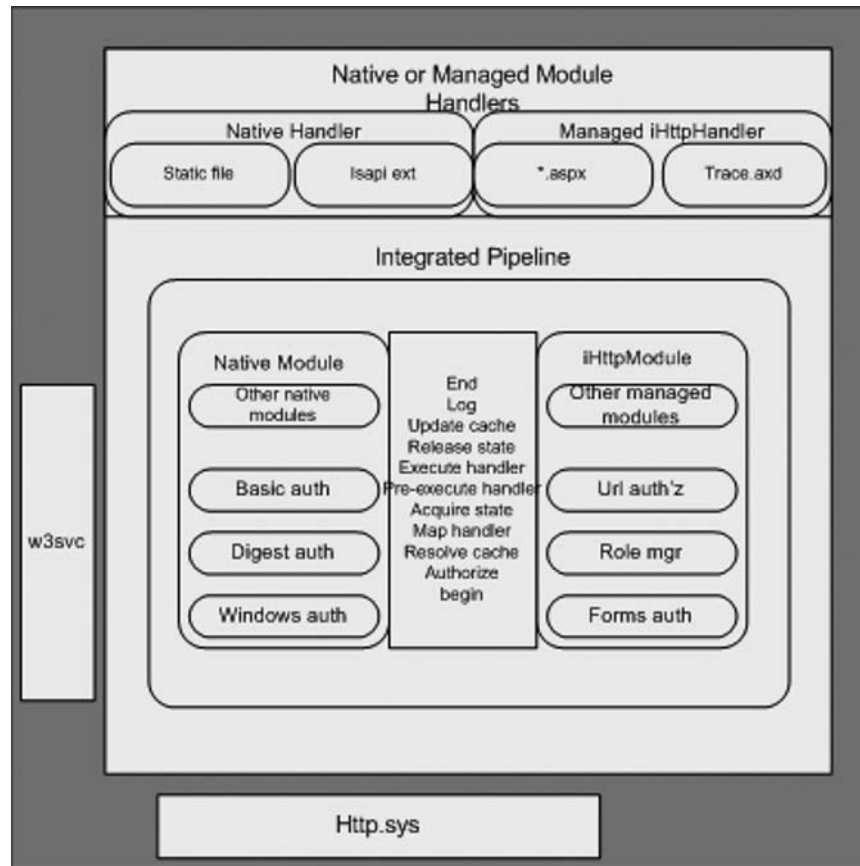 Native or Managed Module
Handlers
Native Handler
Managed iHttpHandler
Static file
Isapi ext
*.aspx
Trace.axd
Integrated Pipeline
Native Module
Other native
modules
Basic auth
Digest auth
Windows auth
End
Log
Update cache
Release state
Execute handler
Pre-execute handler
Acquire state
Map handler
Resolve cache
Authorize
begin
iHttpModule
Other managed
modules
Url auth'z
Role mgr
Forms auth
w3svc
Http.sys